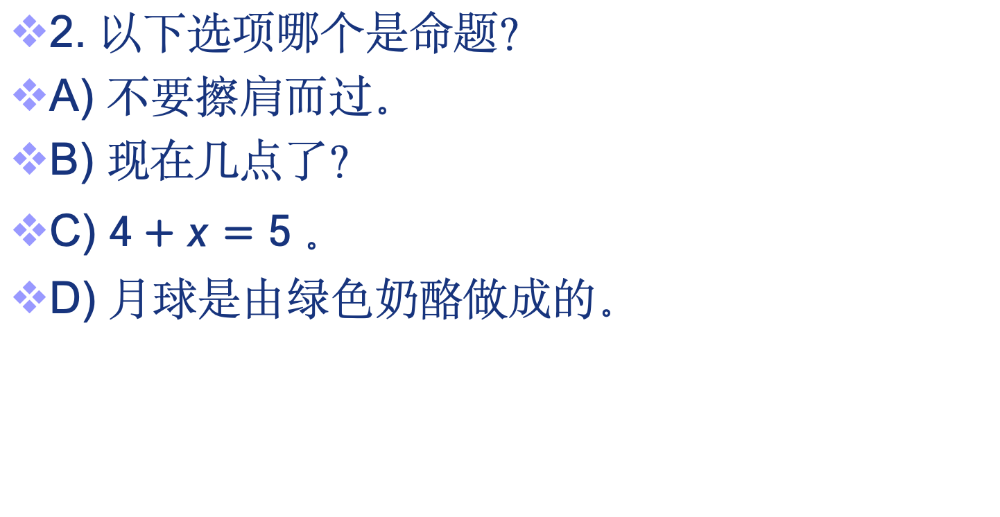 ❖2. 以下选项哪个是命题？
❖A) 不要擦肩而过。
❖B) 现在几点了？
❖C) 4 + x = 5 。
❖D) 月球是由绿色奶酪做成的。